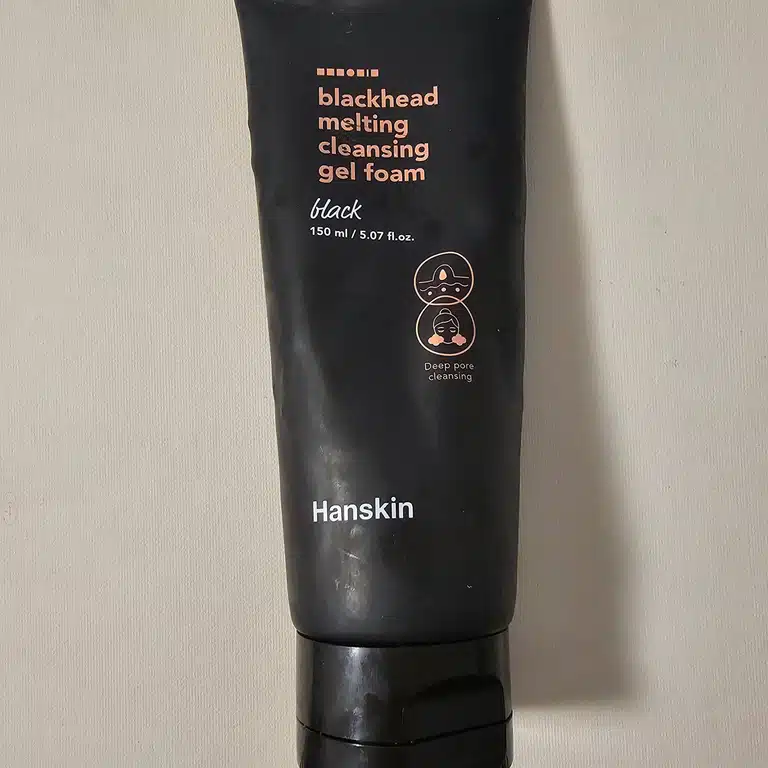 blackhead
melting
cleansing
gel foam
black
150 ml / 5.07 fl.oz.
Deep pore
cleansing
Hanskin